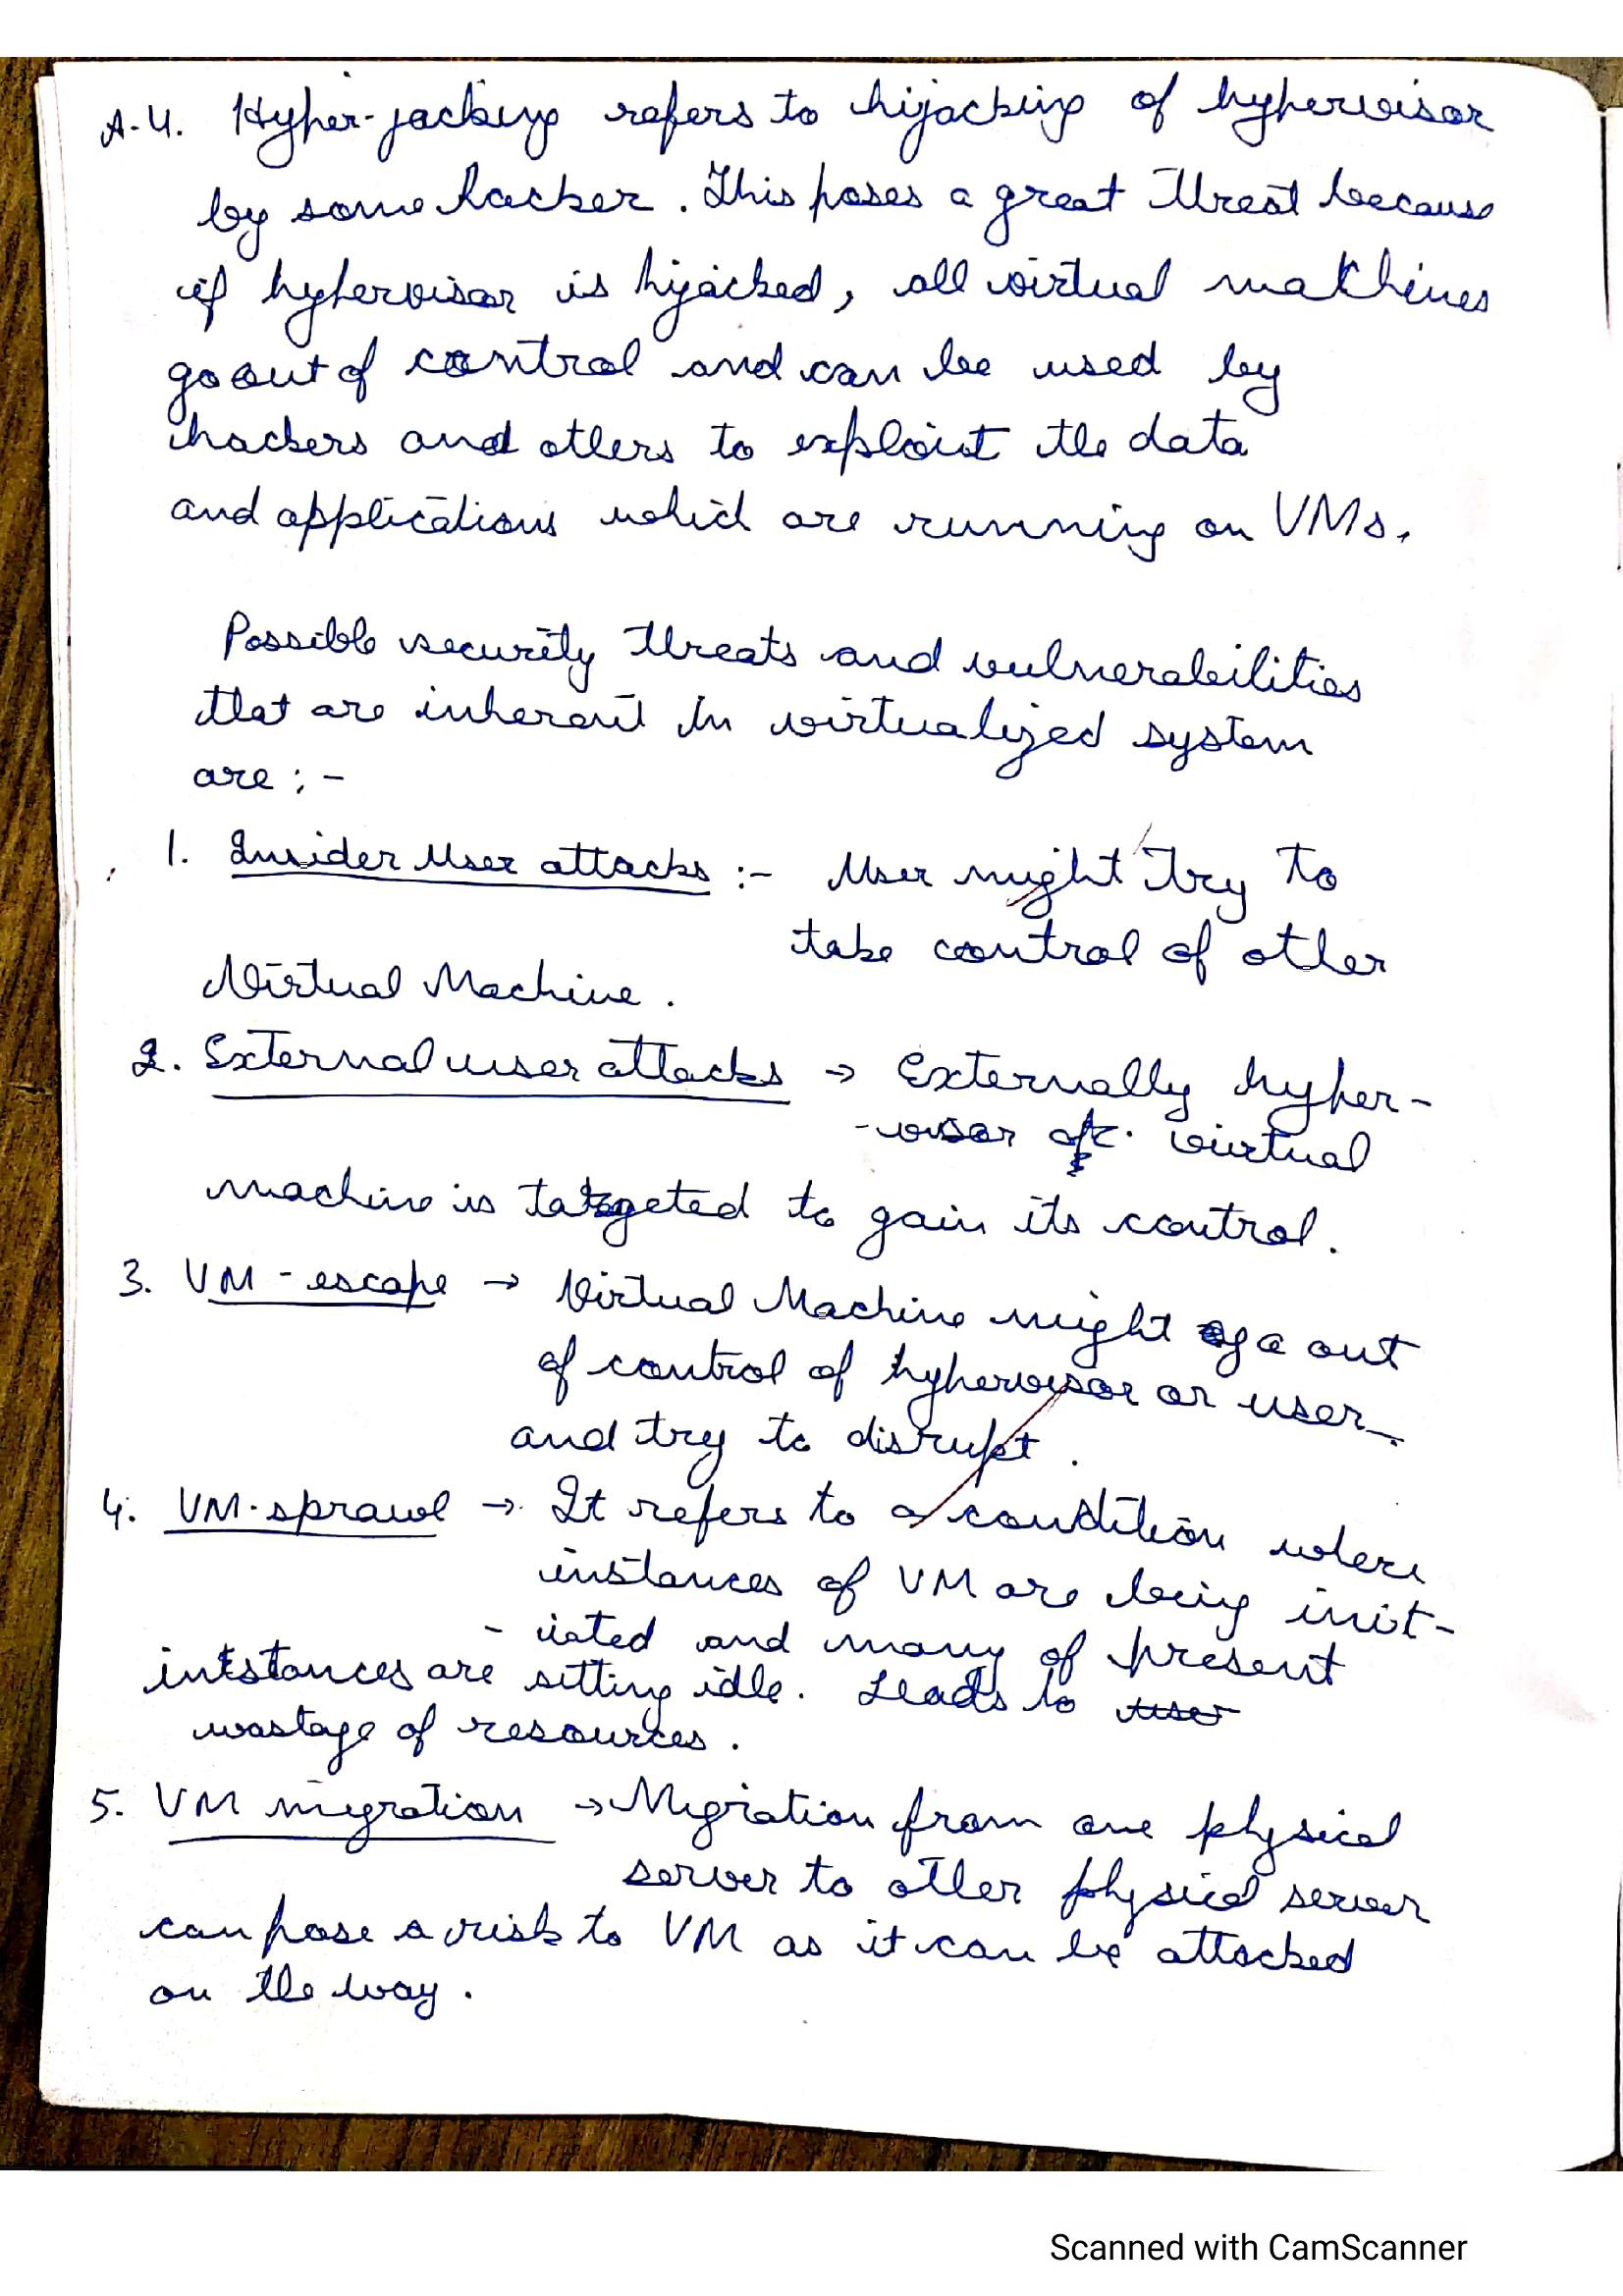 A-4. Hyper-jacking refers to hijacking of hypervisor
by some hacker. This poses a great threat because
if hypervisor is hijacked, all virtual machines
go out of control and can be used by
hackers and others to exploit the data
and applications which are running on VMs.
Possible security threats and vulnerabilities
that are inherent in virtualized system
are :-
1. Insider User attacks :- User might try to
take control of other
Virtual Machine.
2. External user attacks → Externally hyper-
-visor or virtual
machine is targeted to gain its control.
3. VM-escape → Virtual Machine might go out
of control of hypervisor or user
and try to disrupt.
4. VM-sprawl → It refers to a condition where
instances of VM are being init-
-iated and many of present
intstances are sitting idle. Leads to
wastage of resources.
5. VM migration → Migration from one physical
server to other physical server
can pose a risk to VM as it can be attacked
on the way.
Scanned with CamScanner